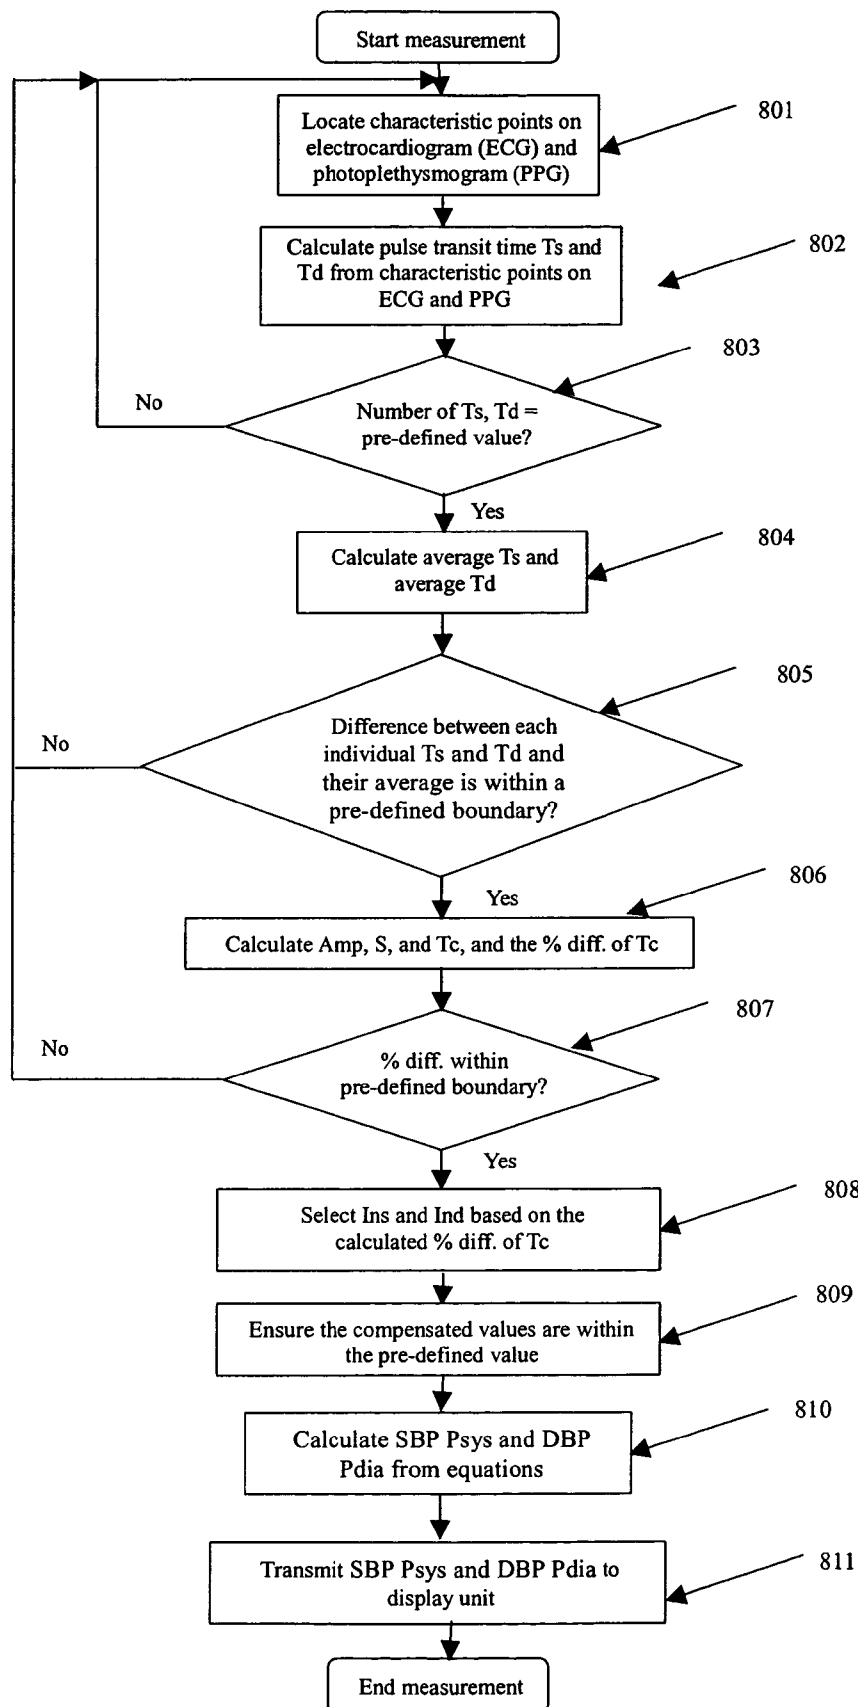 Start measurement
801
Locate characteristic points on
electrocardiogram (ECG) and
photoplethysmogram (PPG)
802
Calculate pulse transit time Ts and
Td from characteristic points on
ECG and PPG
803
No
Number of Ts, Td =
pre-defined value?
Yes
804
Calculate average Ts and
average Td
805
No
Difference between each
individual Ts and Td and
their average is within a
pre-defined boundary?
806
Yes
Calculate Amp, S, and Tc, and the % diff. of Tc
807
No
% diff. within
pre-defined boundary?
Yes
808
Select Ins and Ind based on the
calculated % diff. of Tc
809
Ensure the compensated values are within
the pre-defined value
810
Calculate SBP Psys and DBP
Pdia from equations
811
Transmit SBP Psys and DBP Pdia to
display unit
End measurement